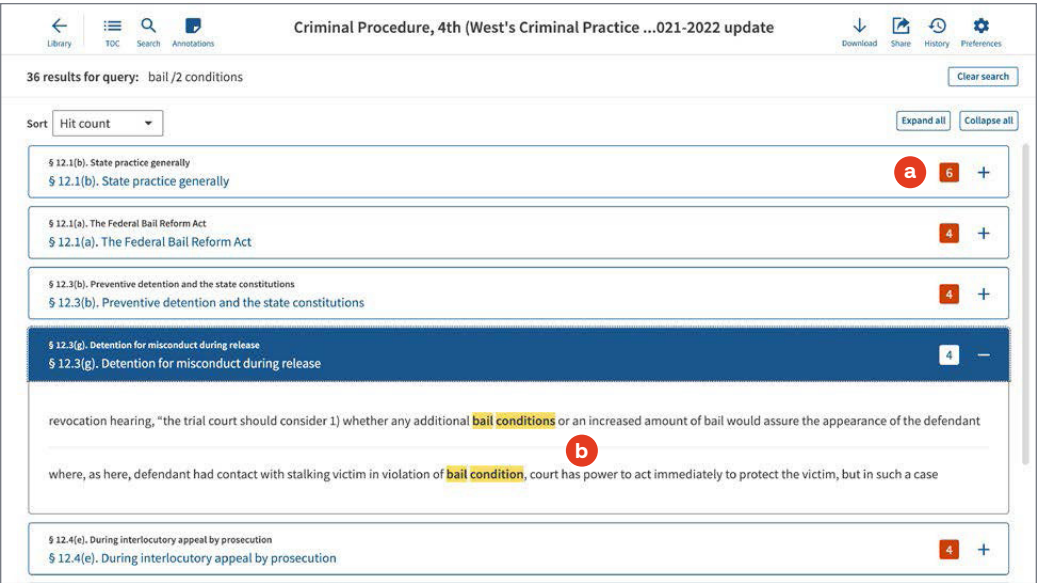 Criminal Procedure, 4th (West's Criminal Practice ...021-2022 update
Library
TOC
Search
Annotations
Download
Share
History
Preferences
36 results for query: bail /2 conditions
Clear search
Sort Hit count
Expand all
Collapse all
§ 12.1(b). State practice generally
§ 12.1(b). State practice generally
a 6 +
§ 12.1(a). The Federal Bail Reform Act
§ 12.1(a). The Federal Bail Reform Act
4 +
§ 12.3(b). Preventive detention and the state constitutions
§ 12.3(b). Preventive detention and the state constitutions
4 +
§ 12.3(g). Detention for misconduct during release
§ 12.3(g). Detention for misconduct during release
4 −
revocation hearing, “the trial court should consider 1) whether any additional bail conditions or an increased amount of bail would assure the appearance of the defendant
b
where, as here, defendant had contact with stalking victim in violation of bail condition, court has power to act immediately to protect the victim, but in such a case
§ 12.4(e). During interlocutory appeal by prosecution
§ 12.4(e). During interlocutory appeal by prosecution
4 +